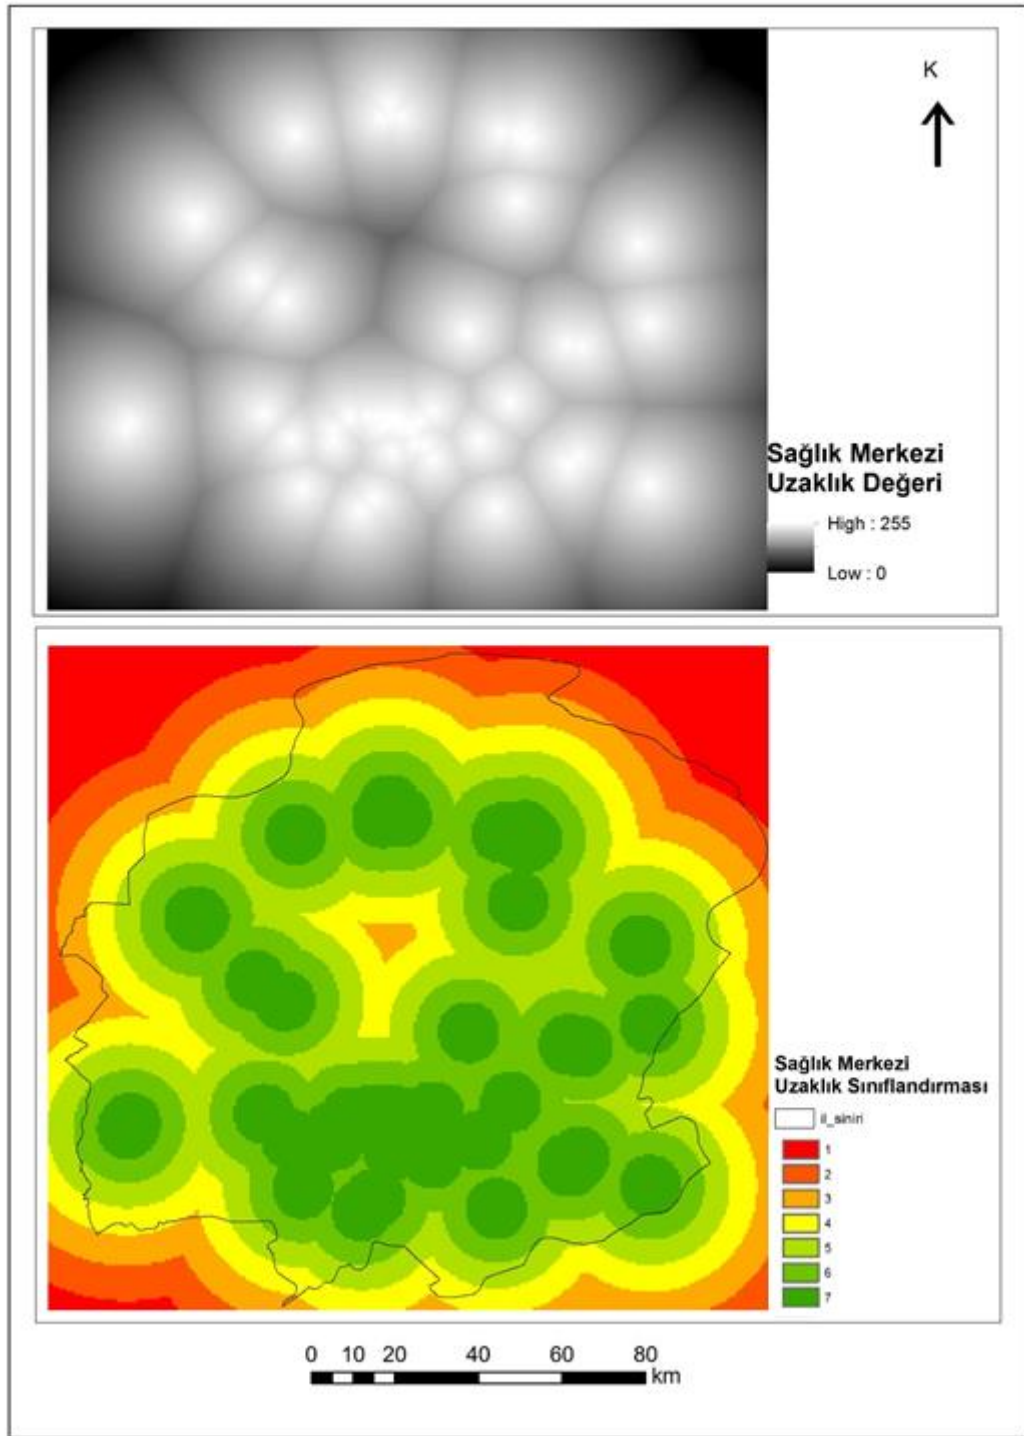 K
Sağlık Merkezi
Uzaklık Değeri
High : 255
Low : 0
Sağlık Merkezi
Uzaklık Sınıflandırması
il_siniri
1
2
3
4
5
6
7
0 10 20 40 60 80
km